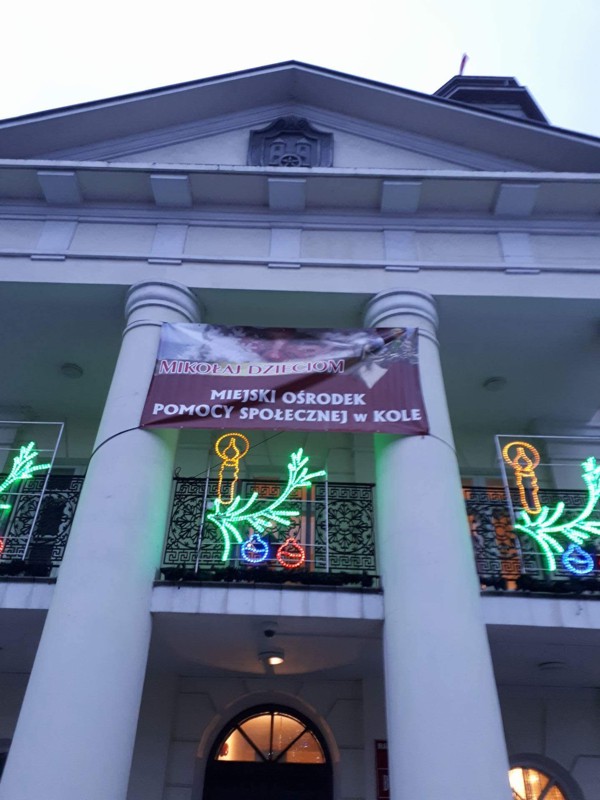 MIKOŁAJ DZIECIOM
MIEJSKI OŚRODEK
POMOCY SPOŁECZNEJ w KOLE